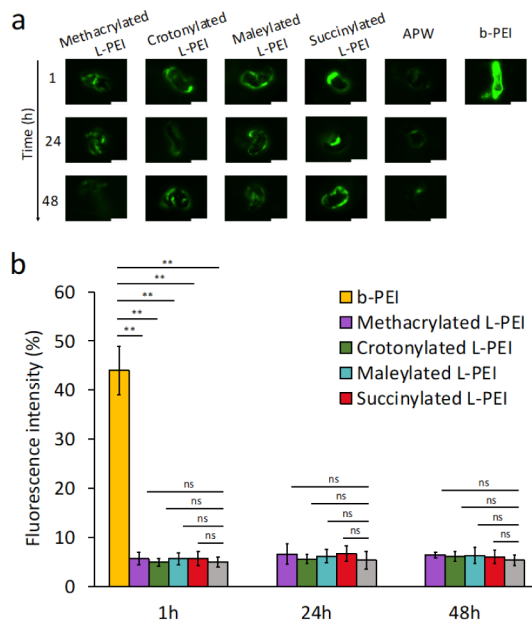 a
Methacrylated L-PEI
Crotonylated L-PEI
Maleylated L-PEI
Succinylated L-PEI
APW
b-PEI
Time (h)
1
24
48
b
Fluorescence intensity (%)
60
50
40
30
20
10
0
**
**
**
**
**
b-PEI
Methacrylated L-PEI
Crotonylated L-PEI
Maleylated L-PEI
Succinylated L-PEI
ns
ns
ns
ns
ns
ns
ns
ns
ns
ns
ns
ns
1h
24h
48h